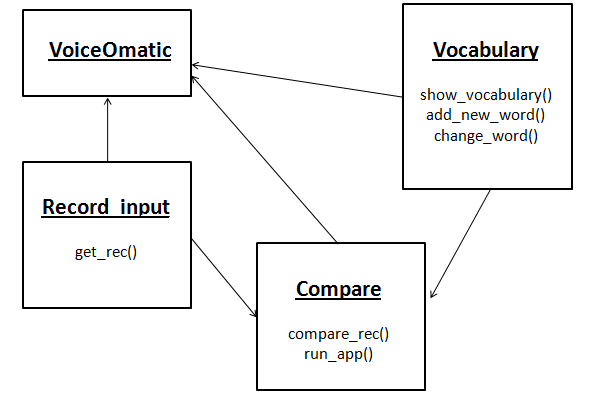 VoiceOmatic
Vocabulary
show_vocabulary()
add_new_word()
change_word()
Record_input
get_rec()
Compare
compare_rec()
run_app()